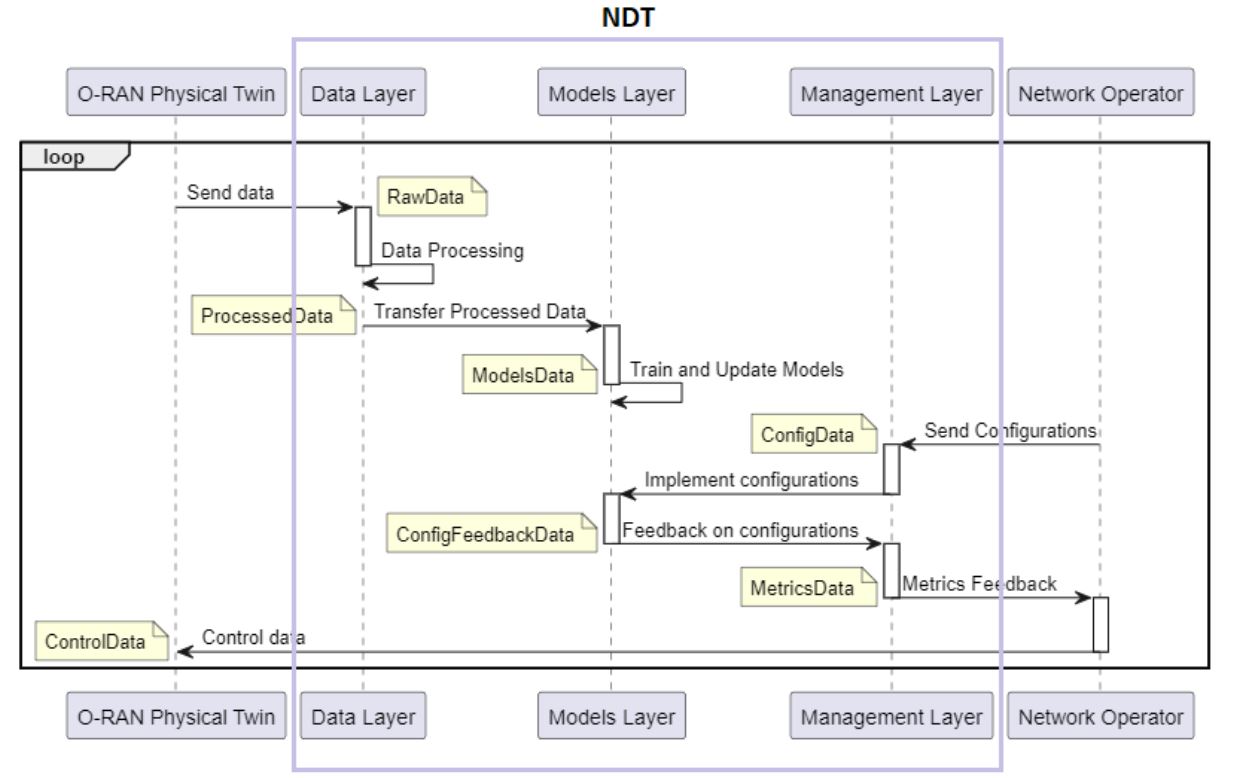 NDT
O-RAN Physical Twin
Data Layer
Models Layer
Management Layer
Network Operator
loop
Send data
RawData
Data Processing
ProcessedData
Transfer Processed Data
ModelsData
Train and Update Models
ConfigData
Send Configurations
Implement configurations
ConfigFeedbackData
Feedback on configurations
MetricsData
Metrics Feedback
ControlData
Control data
O-RAN Physical Twin
Data Layer
Models Layer
Management Layer
Network Operator